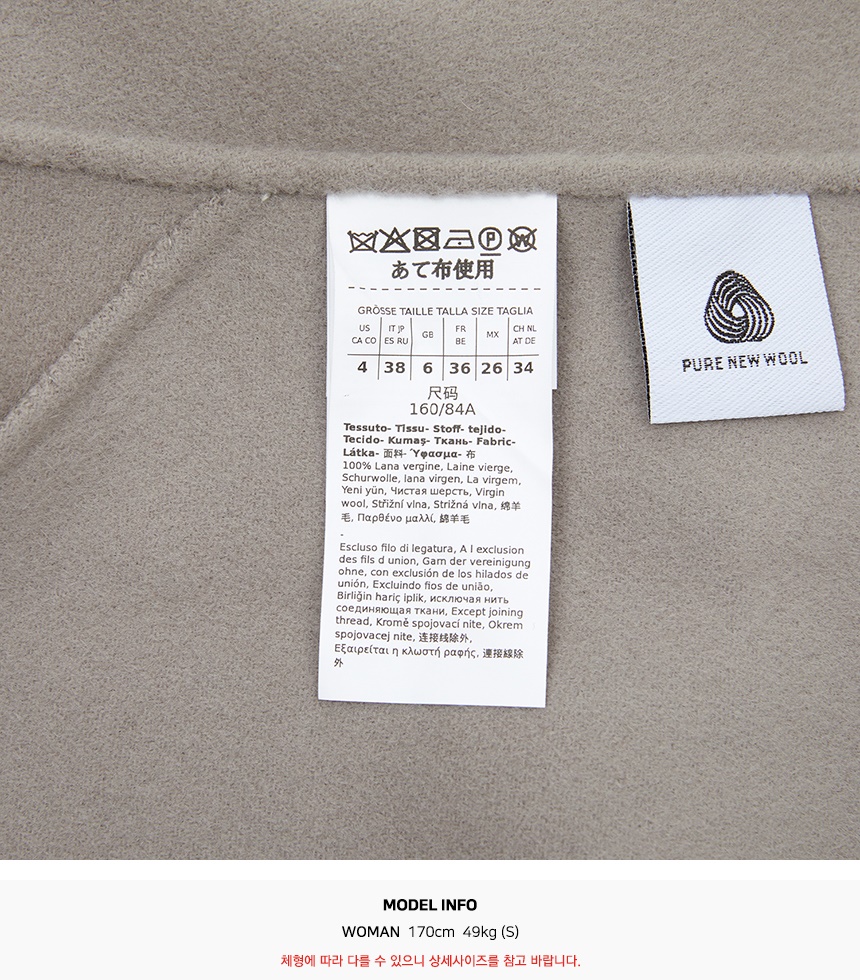 あて布使用
GRÖSSE TAILLE TALLA SIZE TAGLIA
US CA CO IT JP ES RU GB FR BE MX CH NL AT DE
4 38 6 36 26 34
尺码
160/84A
Tessuto- Tissu- Stoff- tejido-
Tecido- Kumaş- Ткань- Fabric-
Látka- 面料- Ύφασμα- 布
100% Lana vergine, Laine vierge,
Schurwolle, lana virgen, La virgem,
Yeni yün, Чистая шерсть, Virgin
wool, Střižní vlna, Strižná vlna, 绵羊
毛, Παρθένο μαλλί, 綿羊毛
-
Escluso filo di legatura, A l exclusion
des fils d union, Garn der vereinigung
ohne, con exclusión de los hilados de
unión, Excluindo fios de união,
Birliğin hariç iplik, исключая нить
соединяющая ткани, Except joining
thread, Kromě spojovací nite, Okrem
spojovacej nite, 连接线除外,
Εξαιρείται η κλωστή ραφής, 連接線除
外
PURE NEW WOOL
MODEL INFO
WOMAN 170cm 49kg (S)
체형에 따라 다를 수 있으니 상세사이즈를 참고 바랍니다.